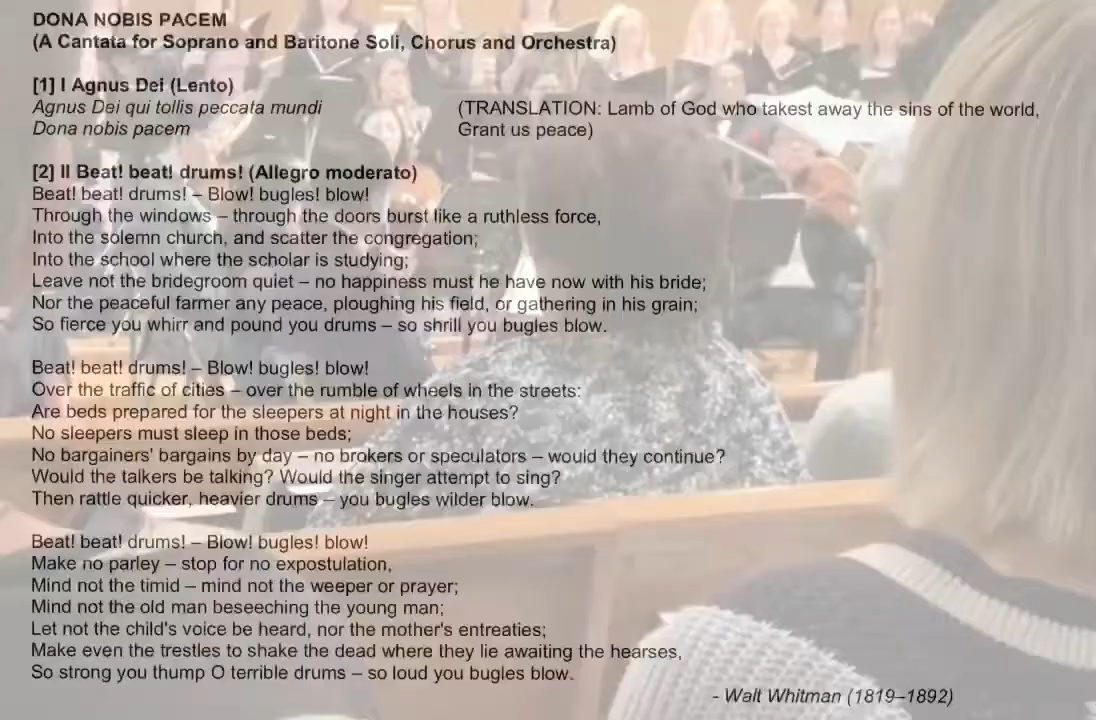 DONA NOBIS PACEM
(A Cantata for Soprano and Baritone Soli, Chorus and Orchestra)
[1] I Agnus Dei (Lento)
Agnus Dei qui tollis peccata mundi (TRANSLATION: Lamb of God who takest away the sins of the world,
Dona nobis pacem Grant us peace)
[2] II Beat! beat! drums! (Allegro moderato)
Beat! beat! drums! – Blow! bugles! blow!
Through the windows – through the doors burst like a ruthless force,
Into the solemn church, and scatter the congregation;
Into the school where the scholar is studying;
Leave not the bridegroom quiet – no happiness must he have now with his bride;
Nor the peaceful farmer any peace, ploughing his field, or gathering in his grain;
So fierce you whirr and pound you drums – so shrill you bugles blow.
Beat! beat! drums! – Blow! bugles! blow!
Over the traffic of cities – over the rumble of wheels in the streets:
Are beds prepared for the sleepers at night in the houses?
No sleepers must sleep in those beds;
No bargainers' bargains by day – no brokers or speculators – would they continue?
Would the talkers be talking? Would the singer attempt to sing?
Then rattle quicker, heavier drums – you bugles wilder blow.
Beat! beat! drums! – Blow! bugles! blow!
Make no parley – stop for no expostulation,
Mind not the timid – mind not the weeper or prayer;
Mind not the old man beseeching the young man;
Let not the child's voice be heard, nor the mother's entreaties;
Make even the trestles to shake the dead where they lie awaiting the hearses,
So strong you thump O terrible drums – so loud you bugles blow.
- Walt Whitman (1819–1892)